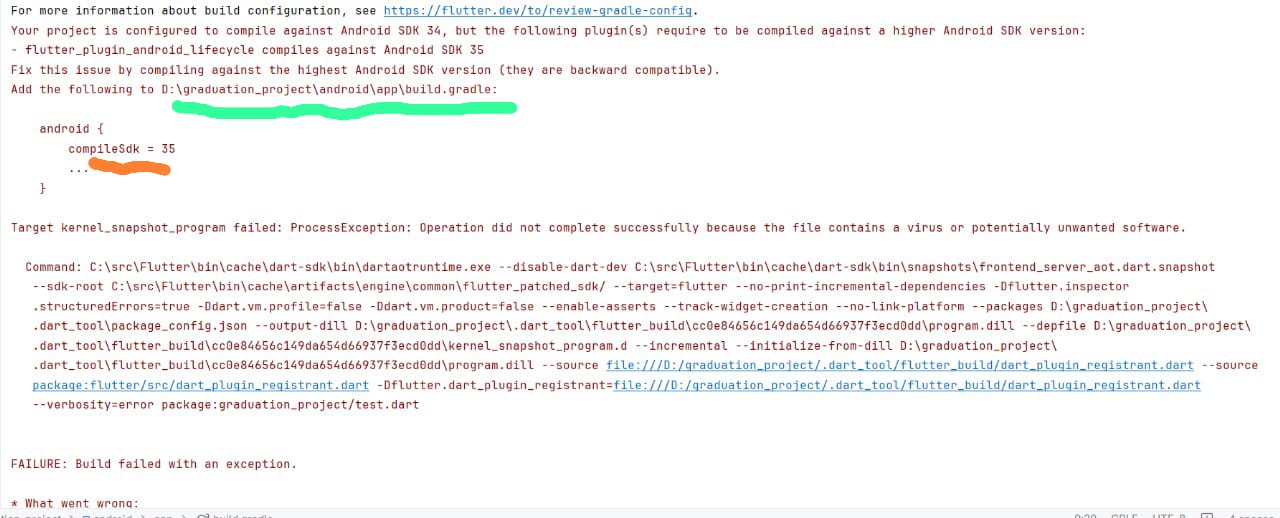 For more information about build configuration, see https://flutter.dev/to/review-gradle-config.
Your project is configured to compile against Android SDK 34, but the following plugin(s) require to be compiled against a higher Android SDK version:
- flutter_plugin_android_lifecycle compiles against Android SDK 35
Fix this issue by compiling against the highest Android SDK version (they are backward compatible).
Add the following to D:\graduation_project\android\app\build.gradle:
android {
compileSdk = 35
...
}
Target kernel_snapshot_program failed: ProcessException: Operation did not complete successfully because the file contains a virus or potentially unwanted software.
Command: C:\src\Flutter\bin\cache\dart-sdk\bin\dartaotruntime.exe --disable-dart-dev C:\src\Flutter\bin\cache\dart-sdk\bin\snapshots\frontend_server_aot.dart.snapshot
--sdk-root C:\src\Flutter\bin\cache\artifacts\engine\common\flutter_patched_sdk/ --target=flutter --no-print-incremental-dependencies -Dflutter.inspector
.structuredErrors=true -Ddart.vm.profile=false -Ddart.vm.product=false --enable-asserts --track-widget-creation --no-link-platform --packages D:\graduation_project\
.dart_tool\package_config.json --output-dill D:\graduation_project\.dart_tool\flutter_build\cc0e84656c149da654d66937f3ecd0dd\program.dill --depfile D:\graduation_project\
.dart_tool\flutter_build\cc0e84656c149da654d66937f3ecd0dd\kernel_snapshot_program.d --incremental --initialize-from-dill D:\graduation_project\
.dart_tool\flutter_build\cc0e84656c149da654d66937f3ecd0dd\program.dill --source file:///D:/graduation_project/.dart_tool/flutter_build/dart_plugin_registrant.dart --source
package:flutter/src/dart_plugin_registrant.dart -Dflutter.dart_plugin_registrant=file:///D:/graduation_project/.dart_tool/flutter_build/dart_plugin_registrant.dart
--verbosity=error package:graduation_project/test.dart
FAILURE: Build failed with an exception.
* What went wrong: